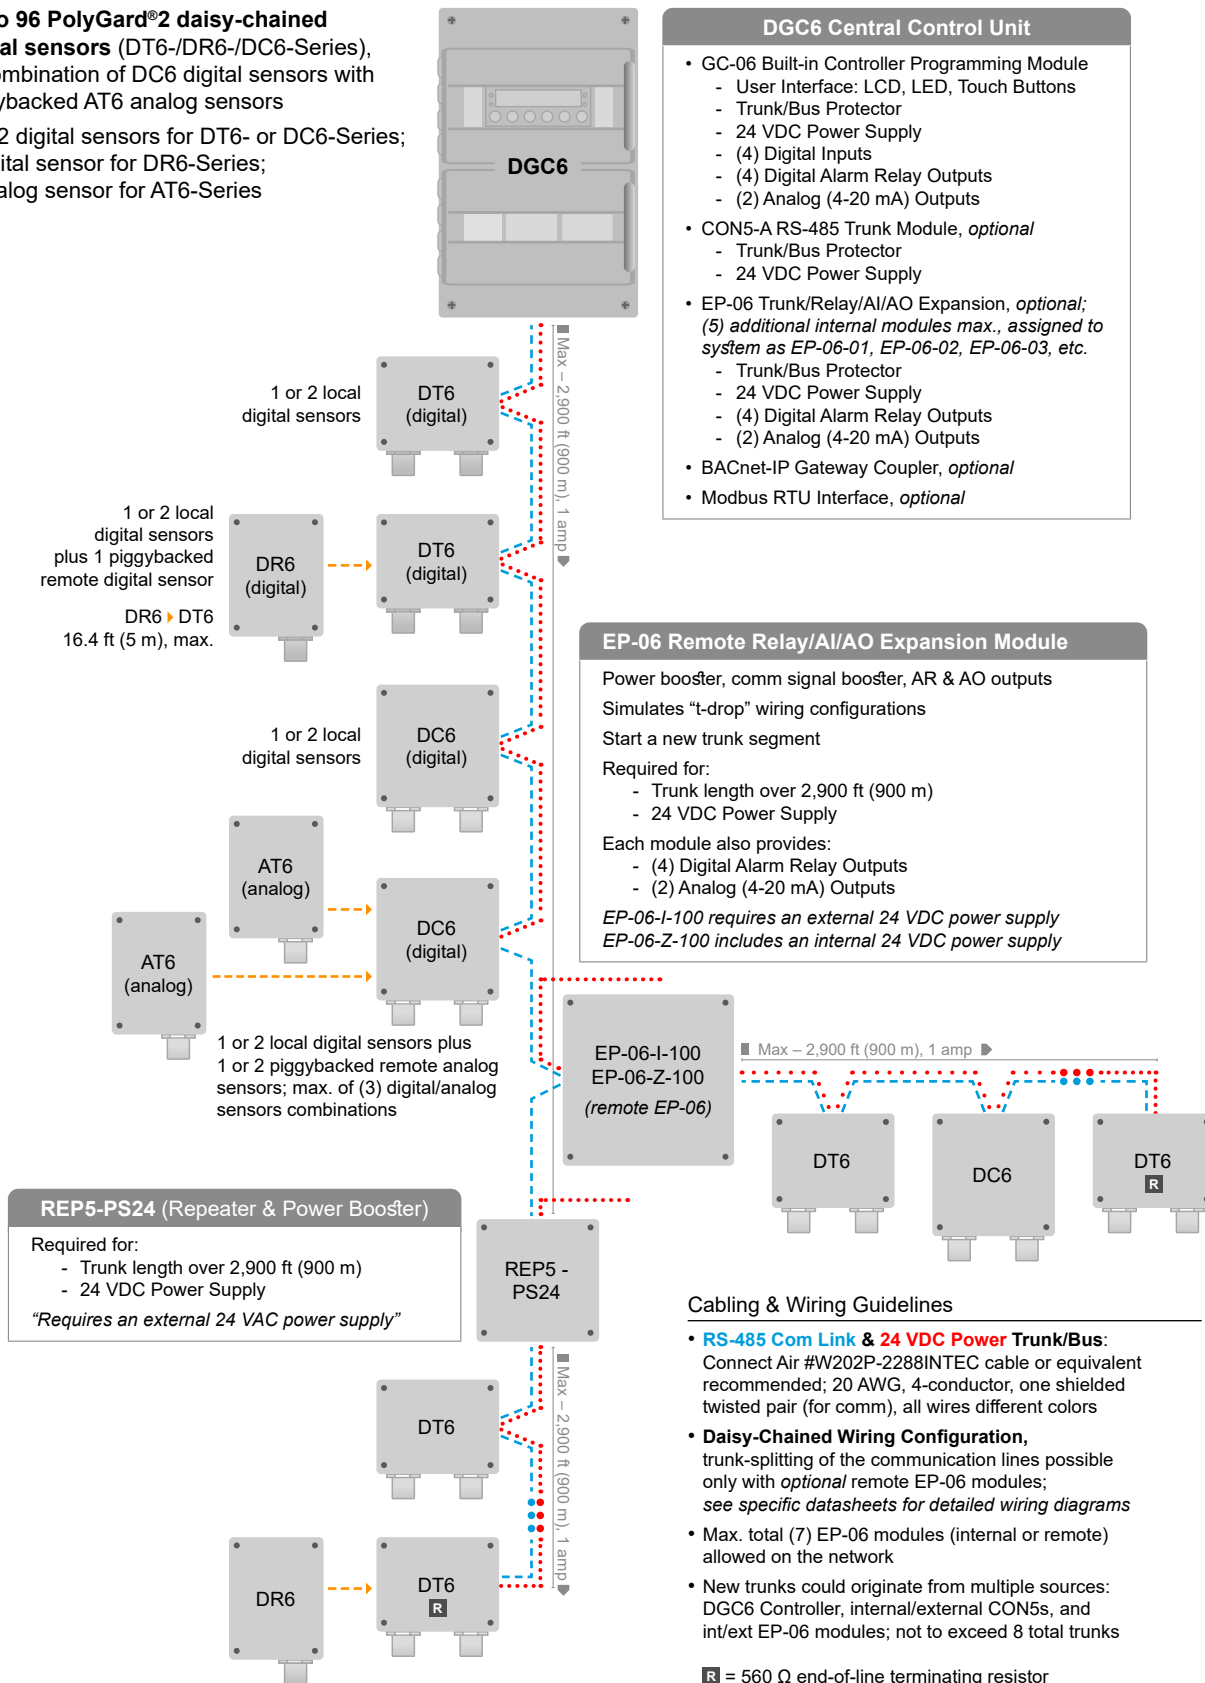 o 96 PolyGard®2 daisy-chained
al sensors (DT6-/DR6-/DC6-Series),
ombination of DC6 digital sensors with
ybacked AT6 analog sensors
2 digital sensors for DT6- or DC6-Series;
ital sensor for DR6-Series;
alog sensor for AT6-Series
DGC6
DGC6 Central Control Unit
• GC-06 Built-in Controller Programming Module
- User Interface: LCD, LED, Touch Buttons
- Trunk/Bus Protector
- 24 VDC Power Supply
- (4) Digital Inputs
- (4) Digital Alarm Relay Outputs
- (2) Analog (4-20 mA) Outputs
• CON5-A RS-485 Trunk Module, optional
- Trunk/Bus Protector
- 24 VDC Power Supply
• EP-06 Trunk/Relay/AI/AO Expansion, optional;
(5) additional internal modules max., assigned to
system as EP-06-01, EP-06-02, EP-06-03, etc.
- Trunk/Bus Protector
- 24 VDC Power Supply
- (4) Digital Alarm Relay Outputs
- (2) Analog (4-20 mA) Outputs
• BACnet-IP Gateway Coupler, optional
• Modbus RTU Interface, optional
Max – 2,900 ft (900 m), 1 amp
1 or 2 local
digital sensors
DT6
(digital)
1 or 2 local
digital sensors
plus 1 piggybacked
remote digital sensor
DR6 DT6
16.4 ft (5 m), max.
DR6
(digital)
DT6
(digital)
1 or 2 local
digital sensors
DC6
(digital)
AT6
(analog)
AT6
(analog)
DC6
(digital)
1 or 2 local digital sensors plus
1 or 2 piggybacked remote analog
sensors; max. of (3) digital/analog
sensors combinations
EP-06 Remote Relay/AI/AO Expansion Module
Power booster, comm signal booster, AR & AO outputs
Simulates “t-drop” wiring configurations
Start a new trunk segment
Required for:
- Trunk length over 2,900 ft (900 m)
- 24 VDC Power Supply
Each module also provides:
- (4) Digital Alarm Relay Outputs
- (2) Analog (4-20 mA) Outputs
EP-06-I-100 requires an external 24 VDC power supply
EP-06-Z-100 includes an internal 24 VDC power supply
EP-06-I-100
EP-06-Z-100
(remote EP-06)
Max – 2,900 ft (900 m), 1 amp
DT6
DC6
DT6
R
REP5-PS24 (Repeater & Power Booster)
Required for:
- Trunk length over 2,900 ft (900 m)
- 24 VDC Power Supply
“Requires an external 24 VAC power supply”
REP5 -
PS24
Max – 2,900 ft (900 m), 1 amp
DT6
DR6
DT6
R
Cabling & Wiring Guidelines
• RS-485 Com Link & 24 VDC Power Trunk/Bus:
Connect Air #W202P-2288INTEC cable or equivalent
recommended; 20 AWG, 4-conductor, one shielded
twisted pair (for comm), all wires different colors
• Daisy-Chained Wiring Configuration,
trunk-splitting of the communication lines possible
only with optional remote EP-06 modules;
see specific datasheets for detailed wiring diagrams
• Max. total (7) EP-06 modules (internal or remote)
allowed on the network
• New trunks could originate from multiple sources:
DGC6 Controller, internal/external CON5s, and
int/ext EP-06 modules; not to exceed 8 total trunks
R = 560 Ω end-of-line terminating resistor